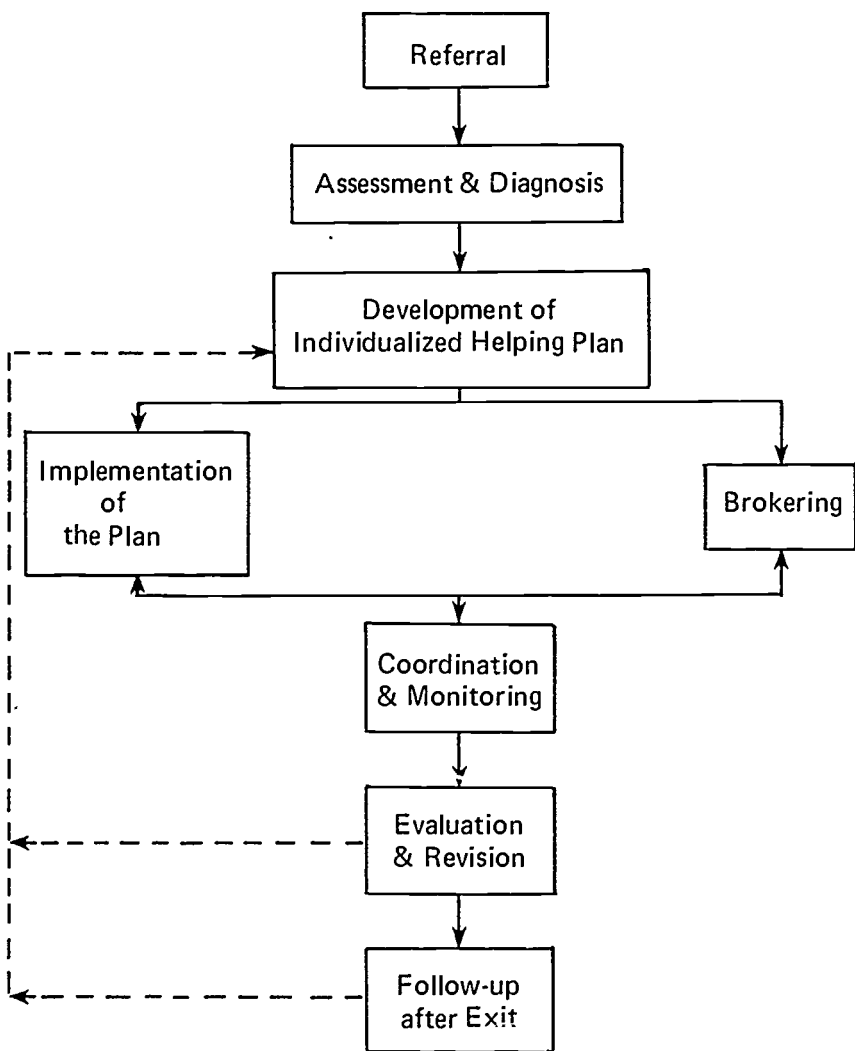 Referral
Assessment & Diagnosis
Development of
Individualized Helping Plan
Implementation
of
the Plan
Brokering
Coordination
& Monitoring
Evaluation
& Revision
Follow-up
after Exit